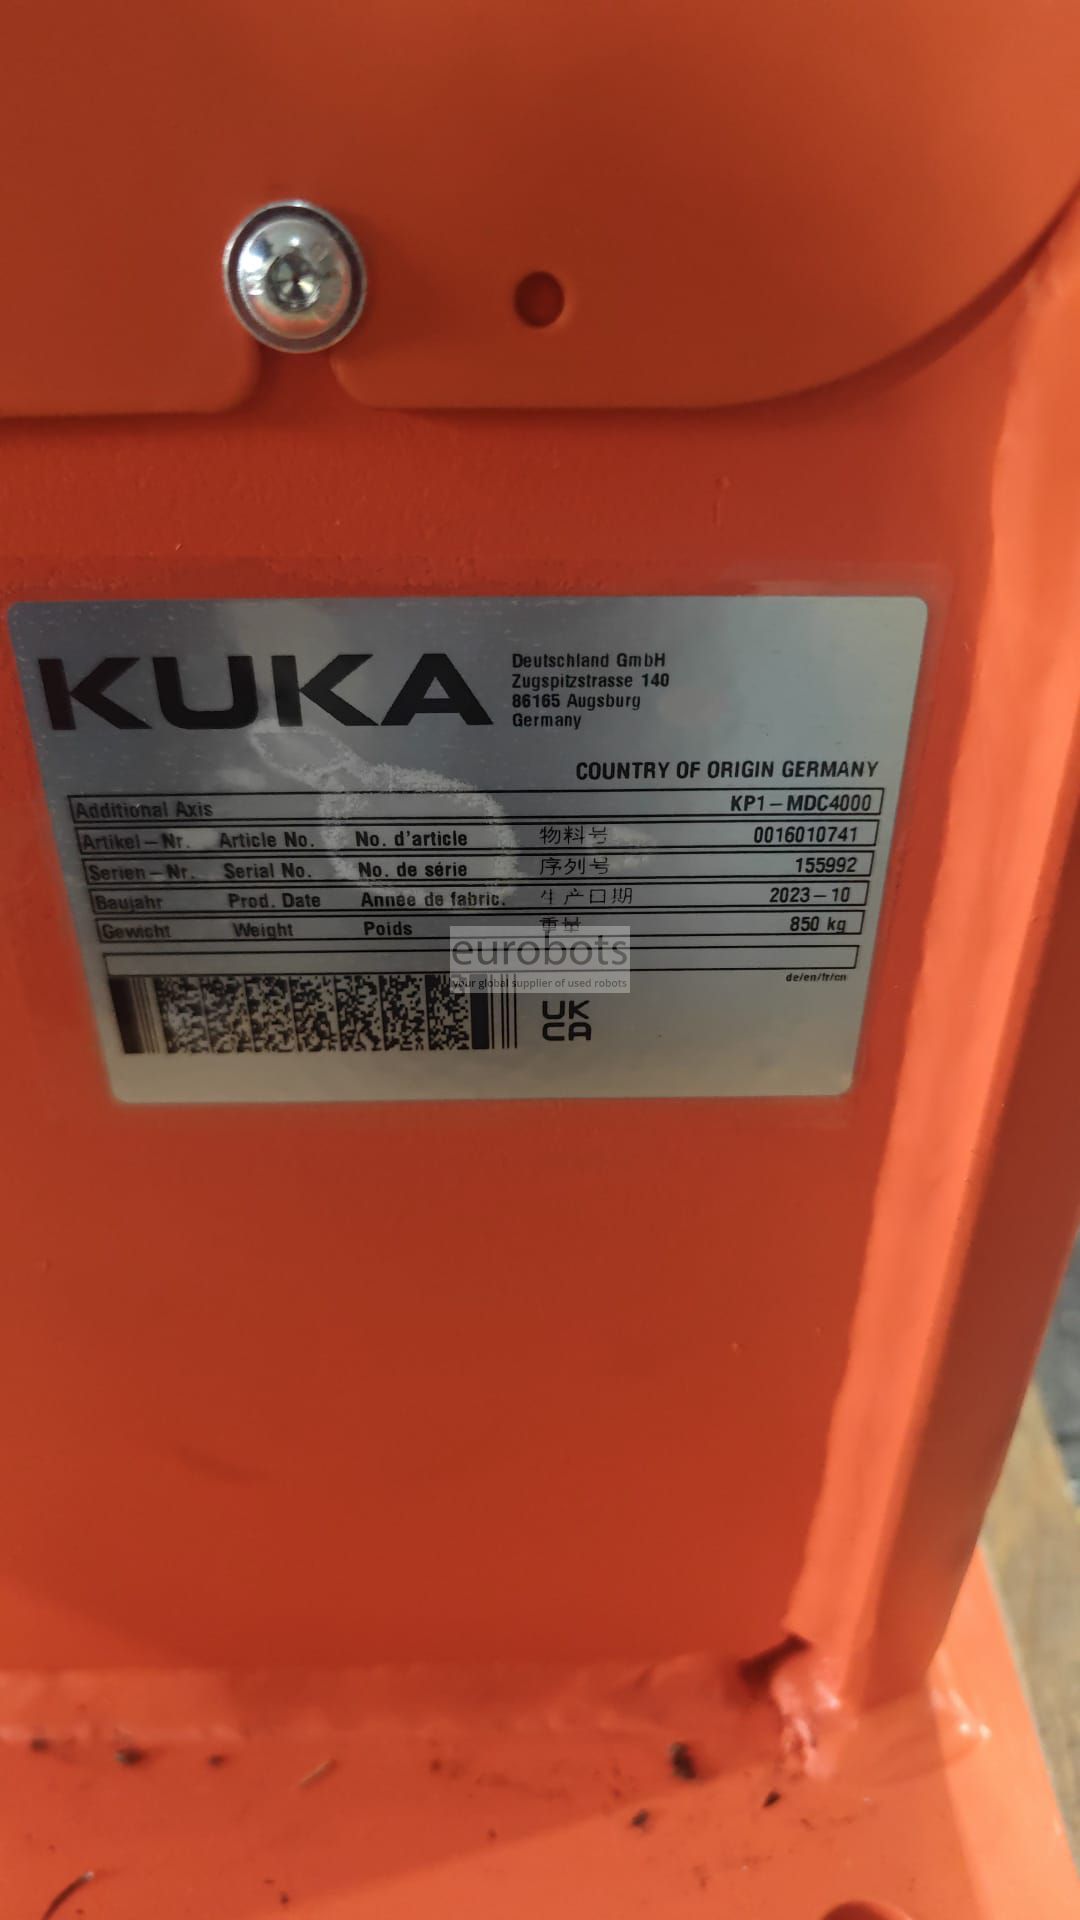 KUKA
Deutschland GmbH
Zugspitzstrasse 140
86165 Augsburg
Germany
COUNTRY OF ORIGIN GERMANY
Additional Axis KP1-MDC4000
Artikel-Nr. Article No. No. d'article 物料号 0016010741
Serien-Nr. Serial No. No. de série 序列号 155992
Baujahr Prod. Date Année de fabric. 生产日期 2023-10
Gewicht Weight Poids 重量 850 kg
eurobots
your global supplier of used robots
de/en/fr/cn
UK
CA